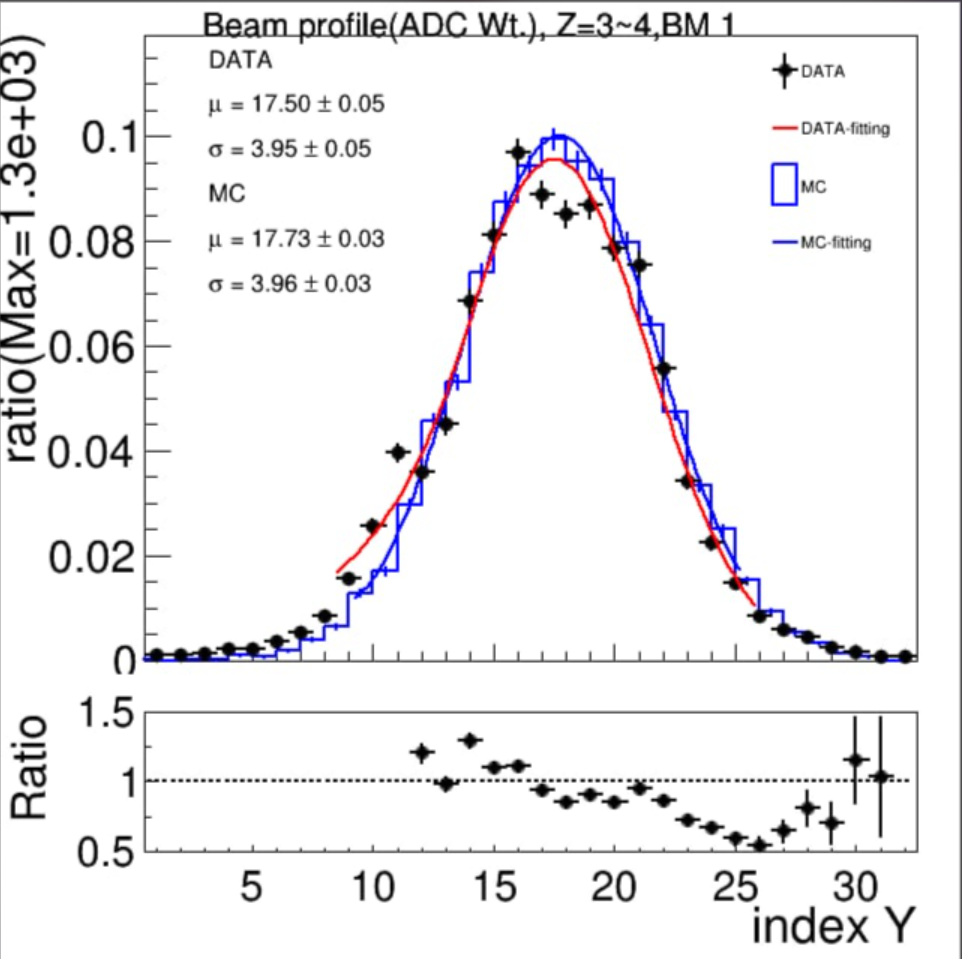 Beam profile(ADC Wt.), Z=3~4,BM 1
DATA
μ = 17.50 ± 0.05
σ = 3.95 ± 0.05
MC
μ = 17.73 ± 0.03
σ = 3.96 ± 0.03
DATA
DATA-fitting
MC
MC-fitting
ratio(Max=1.3e+03)
0.1
0.08
0.06
0.04
0.02
0
Ratio
1.5
1
0.5
5 10 15 20 25 30
index Y